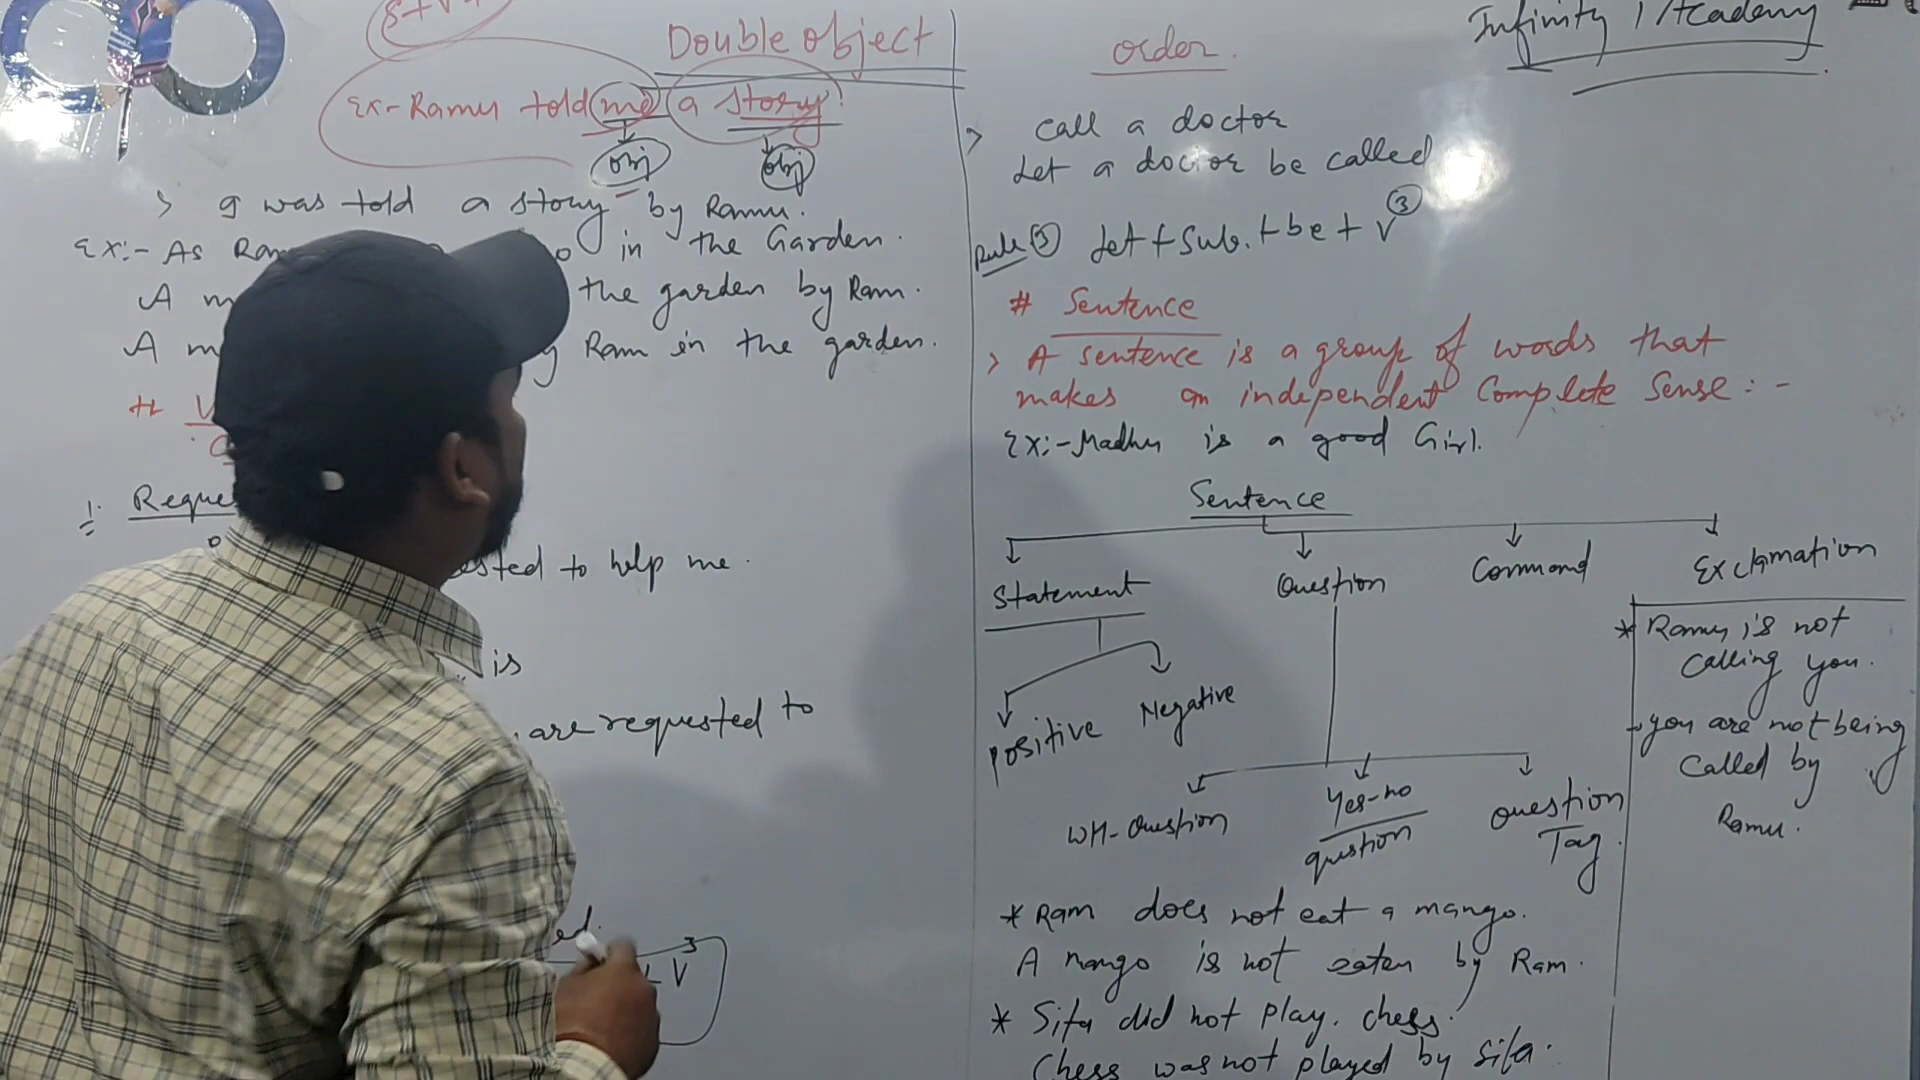 S+V+
Double object
Ex- Ramu told me a story.
obj obj
> I was told a story by Ramu.
Ex:- As Ram in the Garden.
A m the garden by Ram.
A m Ram in the garden.
#
Reque
ested to help me.
is
are requested to
ed.
V3
Infinity Academy
order.
> Call a doctor
Let a doctor be called
Rule (3) Let + Sub. + be + V(3)
# Sentence
> A sentence is a group of words that
makes an independent Complete Sense:-
Ex:- Madhu is a good Girl.
Sentence
Statement Question Command Exclamation
Positive Negative
WH-Question Yes-no question Question Tag
* Ramu is not
calling you.
you are not being
Called by
Ramu.
* Ram does not eat a mango.
A mango is not eaten by Ram.
* Sita did not play. chess.
Chess was not played by Sita.